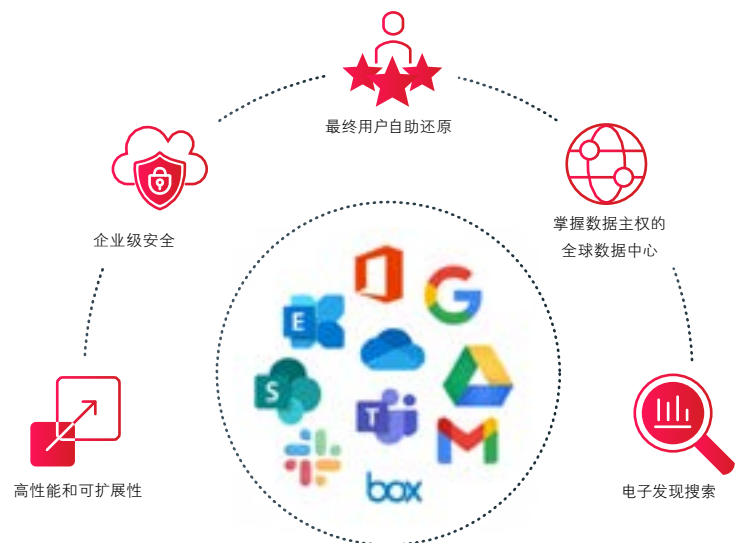 最终用户自助还原
企业级安全
掌握数据主权的
全球数据中心
E
G
S
T
box
高性能和可扩展性
电子发现搜索